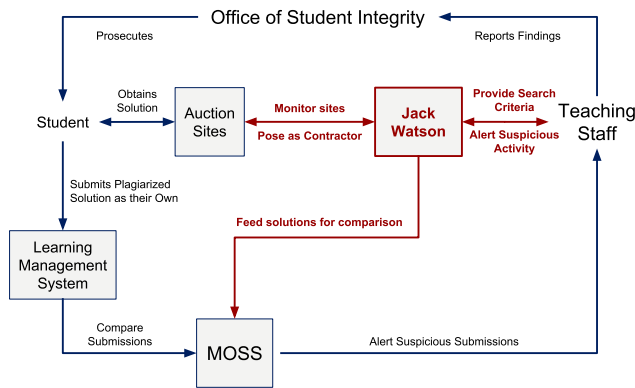 Office of Student Integrity
Prosecutes
Reports Findings
Obtains
Solution
Student
Auction
Sites
Monitor sites
Pose as Contractor
Jack
Watson
Provide Search
Criteria
Alert Suspicious
Activity
Teaching
Staff
Submits Plagiarized
Solution as their Own
Feed solutions for comparison
Learning
Management
System
Compare
Submissions
MOSS
Alert Suspicious Submissions